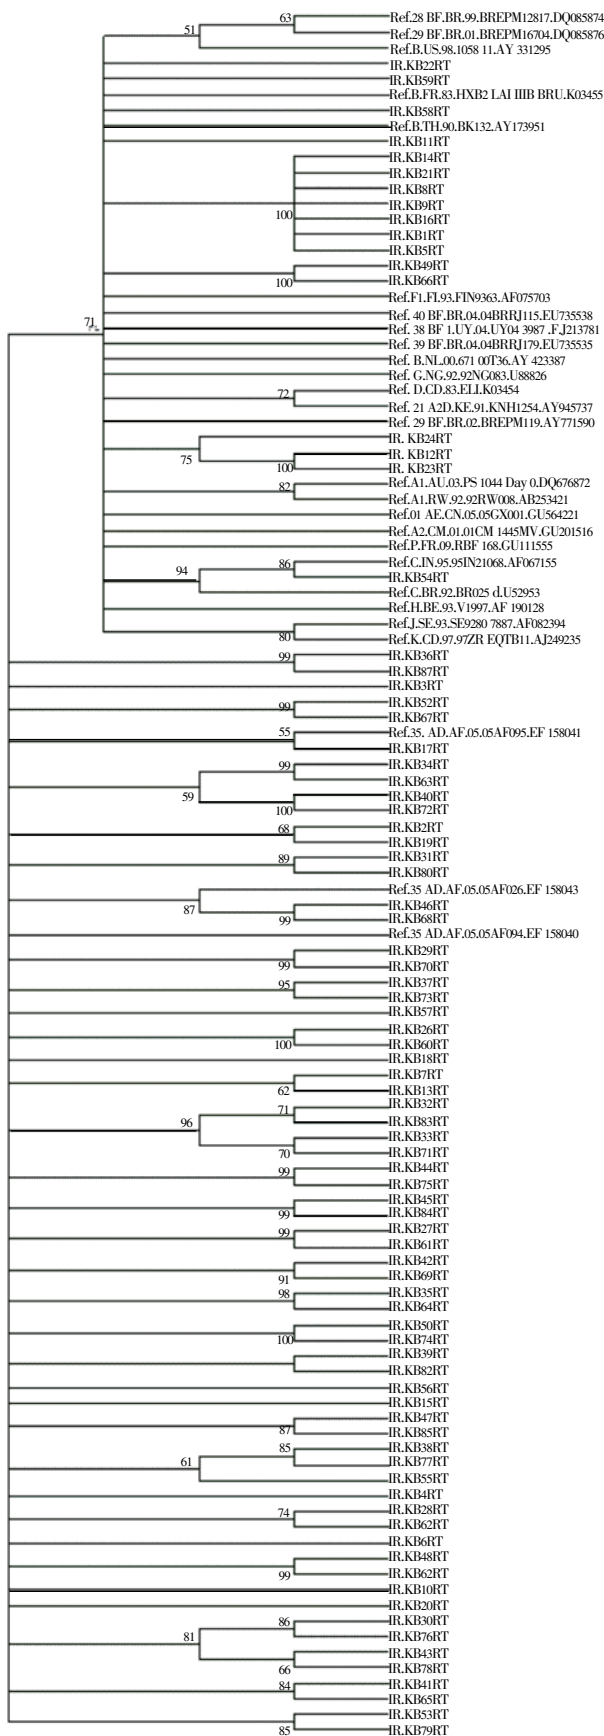 63
Ref.28 BF.BR.99.BREPM12817.DQ085874
51
Ref.29 BF.BR.01.BREPM16704.DQ085876
Ref.B.US.98.1058 11.AY 331295
IR.KB22RT
IR.KB59RT
Ref.B.FR.83.HXB2 LAI IIIB BRU.K03455
IR.KB58RT
Ref.B.TH.90.BK132.AY173951
IR.KB11RT
IR.KB14RT
IR.KB21RT
IR.KB8RT
IR.KB9RT
100
IR.KB16RT
IR.KB1RT
IR.KB5RT
IR.KB49RT
100
IR.KB66RT
Ref.F1.FI.93.FIN9363.AF075703
Ref. 40 BF.BR.04.04BRRJ115.EU735538
71
Ref. 38 BF 1.UY.04.UY04 3987 .F.J213781
Ref. 39 BF.BR.04.04BRRJ179.EU735535
Ref. B.NL.00.671 00T36.AY 423387
Ref. G.NG.92.92NG083.U88826
72
Ref. D.CD.83.ELI.K03454
Ref. 21 A2D.KE.91.KNH1254.AY945737
Ref. 29 BF.BR.02.BREPM119.AY771590
IR. KB24RT
75
IR. KB12RT
100
IR. KB23RT
82
Ref.A1.AU.03.PS 1044 Day 0.DQ676872
Ref.A1.RW.92.92RW008.AB253421
Ref.01 AE.CN.05.05GX001.GU564221
Ref.A2.CM.01.01CM 1445MV.GU201516
Ref.P.FR.09.RBF 168.GU111555
86
Ref.C.IN.95.95IN21068.AF067155
94
IR.KB54RT
Ref.C.BR.92.BR025 d.U52953
Ref.H.BE.93.V1997.AF 190128
Ref.J.SE.93.SE9280 7887.AF082394
80
Ref.K.CD.97.97ZR EQTB11.AJ249235
99
IR.KB36RT
IR.KB87RT
IR.KB3RT
99
IR.KB52RT
IR.KB67RT
55
Ref.35. AD.AF.05.05AF095.EF 158041
IR.KB17RT
99
IR.KB34RT
IR.KB63RT
59
IR.KB40RT
100
IR.KB72RT
68
IR.KB2RT
IR.KB19RT
89
IR.KB31RT
IR.KB80RT
Ref.35 AD.AF.05.05AF026.EF 158043
87
IR.KB46RT
99
IR.KB68RT
Ref.35 AD.AF.05.05AF094.EF 158040
IR.KB29RT
99
IR.KB70RT
95
IR.KB37RT
IR.KB73RT
IR.KB57RT
IR.KB26RT
100
IR.KB60RT
IR.KB18RT
IR.KB7RT
62
IR.KB13RT
IR.KB32RT
71
96
IR.KB83RT
IR.KB33RT
70
IR.KB71RT
99
IR.KB44RT
IR.KB75RT
IR.KB45RT
99
IR.KB84RT
99
IR.KB27RT
IR.KB61RT
IR.KB42RT
91
IR.KB69RT
98
IR.KB35RT
IR.KB64RT
IR.KB50RT
100
IR.KB74RT
IR.KB39RT
IR.KB82RT
IR.KB56RT
IR.KB15RT
IR.KB47RT
87
IR.KB85RT
85
IR.KB38RT
61
IR.KB77RT
IR.KB55RT
IR.KB4RT
74
IR.KB28RT
IR.KB62RT
IR.KB6RT
IR.KB48RT
99
IR.KB62RT
IR.KB10RT
IR.KB20RT
86
IR.KB30RT
81
IR.KB76RT
IR.KB43RT
66
IR.KB78RT
84
IR.KB41RT
IR.KB65RT
IR.KB53RT
85
IR.KB79RT